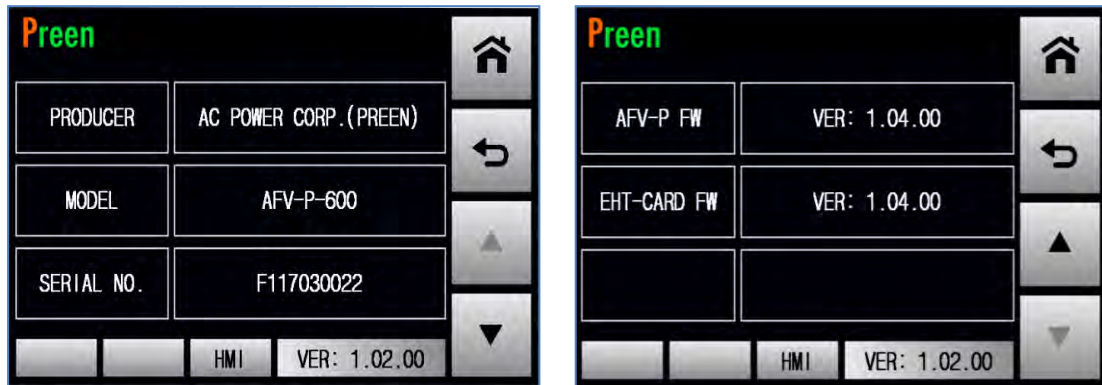 Preen
PRODUCER AC POWER CORP.(PREEN)
MODEL AFV-P-600
SERIAL NO. F117030022
HMI VER: 1.02.00
Preen
AFV-P FW VER: 1.04.00
EHT-CARD FW VER: 1.04.00
HMI VER: 1.02.00